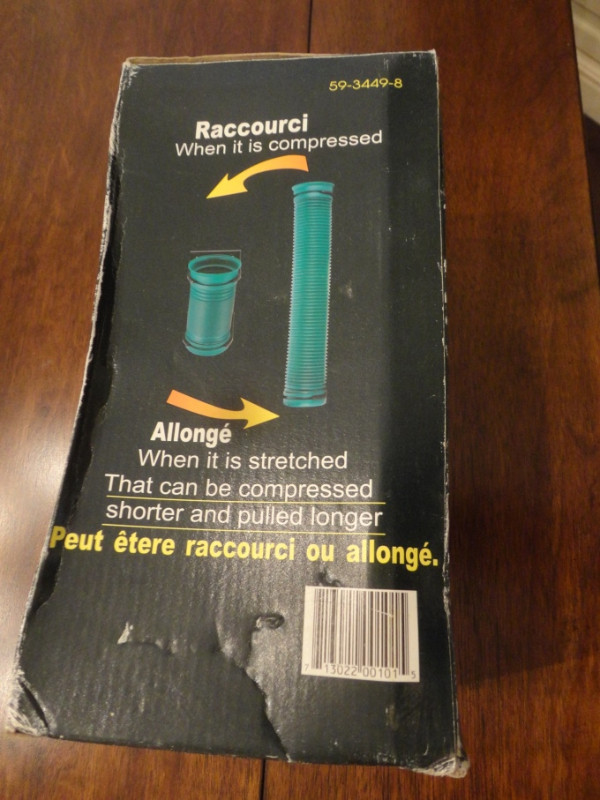 59-3449-8
Raccourci
When it is compressed
Allongé
When it is stretched
That can be compressed
shorter and pulled longer
Peut êtere raccourci ou allongé.
7 13022 00101 5